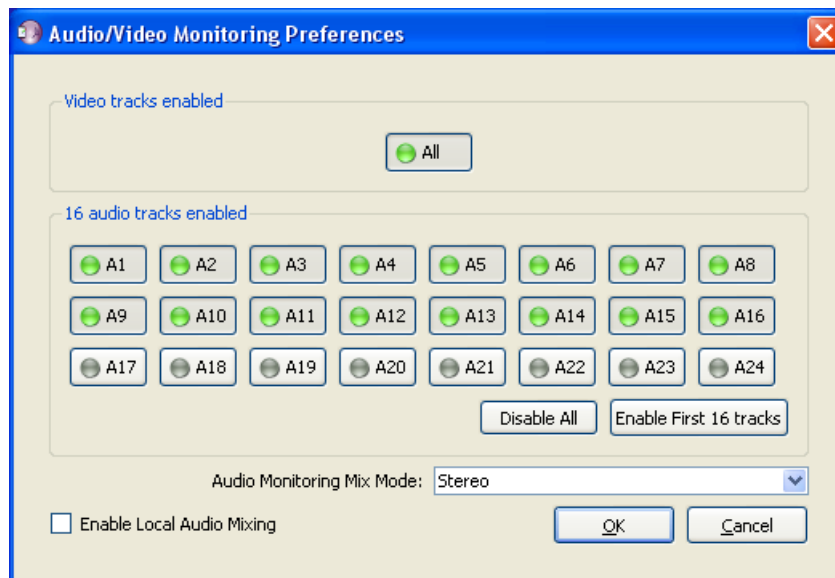 Audio/Video Monitoring Preferences
Video tracks enabled
All
16 audio tracks enabled
A1 A2 A3 A4 A5 A6 A7 A8
A9 A10 A11 A12 A13 A14 A15 A16
A17 A18 A19 A20 A21 A22 A23 A24
Disable All Enable First 16 tracks
Audio Monitoring Mix Mode: Stereo
Enable Local Audio Mixing OK Cancel